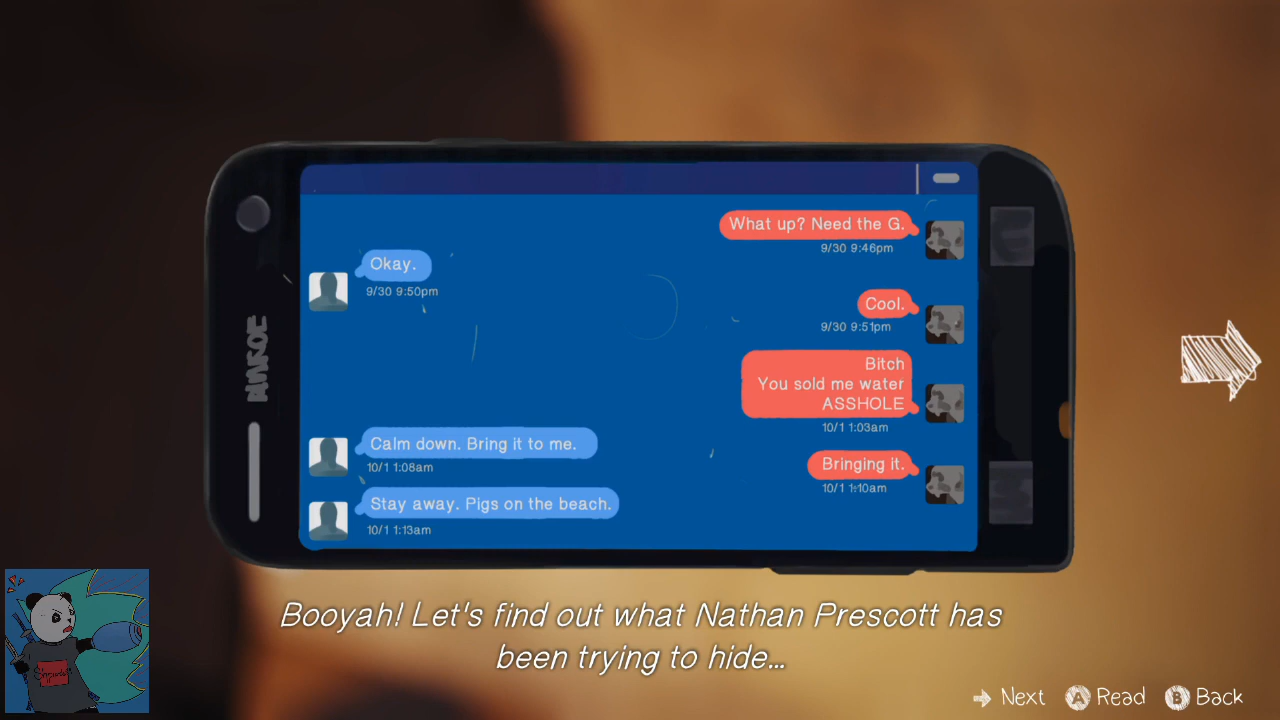 What up? Need the G.
9/30 9:46pm
Okay.
9/30 9:50pm
Cool.
9/30 9:51pm
Bitch
You sold me water
ASSHOLE
10/1 1:03am
Calm down. Bring it to me.
10/1 1:08am
Bringing it.
10/1 1:10am
Stay away. Pigs on the beach.
10/1 1:13am
Booyah! Let's find out what Nathan Prescott has
been trying to hide...
Next
A Read
B Back